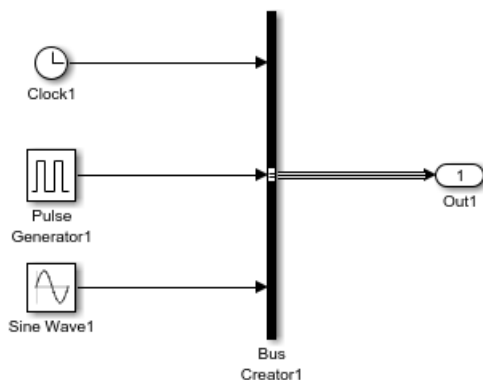 Clock1
Pulse
Generator1
Sine Wave1
Bus
Creator1
1
Out1